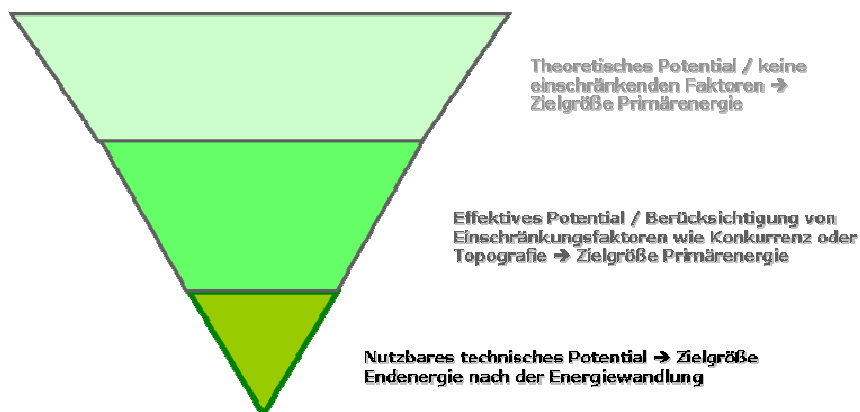 Theoretisches Potential / keine
einschränkenden Faktoren ➔
Zielgröße Primärenergie
Effektives Potential / Berücksichtigung von
Einschränkungsfaktoren wie Konkurrenz oder
Topografie ➔ Zielgröße Primärenergie
Nutzbares technisches Potential ➔ Zielgröße
Endenergie nach der Energiewandlung